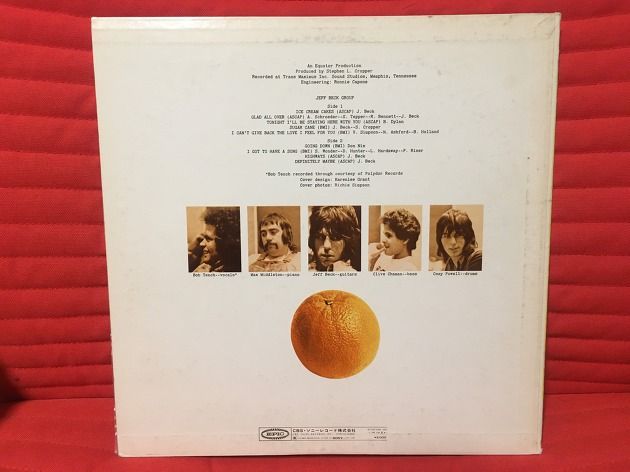 An Equator Production
Produced by Stephen L. Cropper
Recorded at Trans Maximus Inc. Sound Studios, Memphis, Tennessee
Engineering: Ronnie Capone
JEFF BECK GROUP
Side 1
ICE CREAM CAKES (ASCAP) J. Beck
GLAD ALL OVER (ASCAP) A. Schroeder--S. Tepper--R. Bennett--J. Beck
TONIGHT I'LL BE STAYING HERE WITH YOU (ASCAP) B. Dylan
SUGAR CANE (BMI) J. Beck--S. Cropper
I CAN'T GIVE BACK THE LOVE I FEEL FOR YOU (BMI) V. Simpson--N. Ashford--B. Holland
Side 2
GOING DOWN (BMI) Don Nix
I GOT TO HAVE A SONG (BMI) S. Wonder--D. Hunter--L. Hardaway--P. Riser
HIGHWAYS (ASCAP) J. Beck
DEFINITELY MAYBE (ASCAP) J. Beck
*Bob Tench recorded through courtesy of Polydor Records
Cover design: Karenlee Grant
Cover photos: Richie Simpson
Bob Tench--vocals*
Max Middleton--piano
Jeff Beck--guitars
Clive Chaman--bass
Cozy Powell--drums
EPIC
CBS・ソニーレコード株式会社